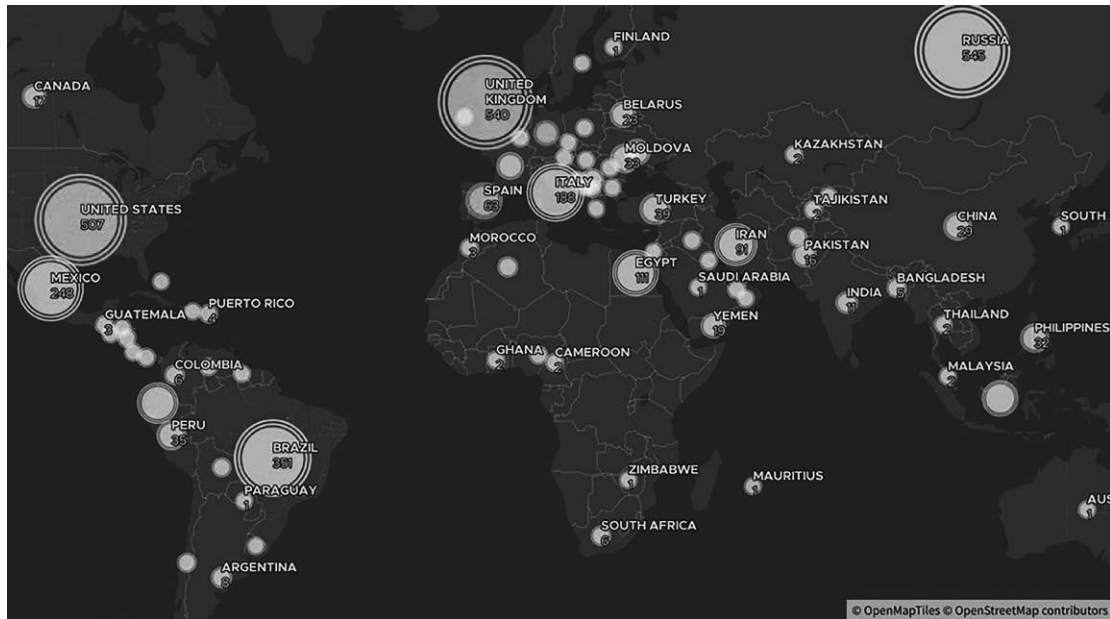 FINLAND
1
RUSSIA
545
CANADA
17
UNITED
KINGDOM
540
BELARUS
23
MOLDOVA
33
KAZAKHSTAN
2
ITALY
188
SPAIN
63
TURKEY
39
TAJIKISTAN
2
UNITED STATES
507
CHINA
29
SOUTH
1
MOROCCO
3
IRAN
91
PAKISTAN
16
EGYPT
111
MEXICO
248
SAUDI ARABIA
1
BANGLADESH
5
INDIA
11
PUERTO RICO
4
GUATEMALA
3
YEMEN
19
THAILAND
2
PHILIPPINES
32
GHANA
2
CAMEROON
2
COLOMBIA
6
MALAYSIA
2
PERU
35
BRAZIL
351
ZIMBABWE
1
MAURITIUS
1
PARAGUAY
1
AUS
1
SOUTH AFRICA
6
ARGENTINA
8
© OpenMapTiles © OpenStreetMap contributors